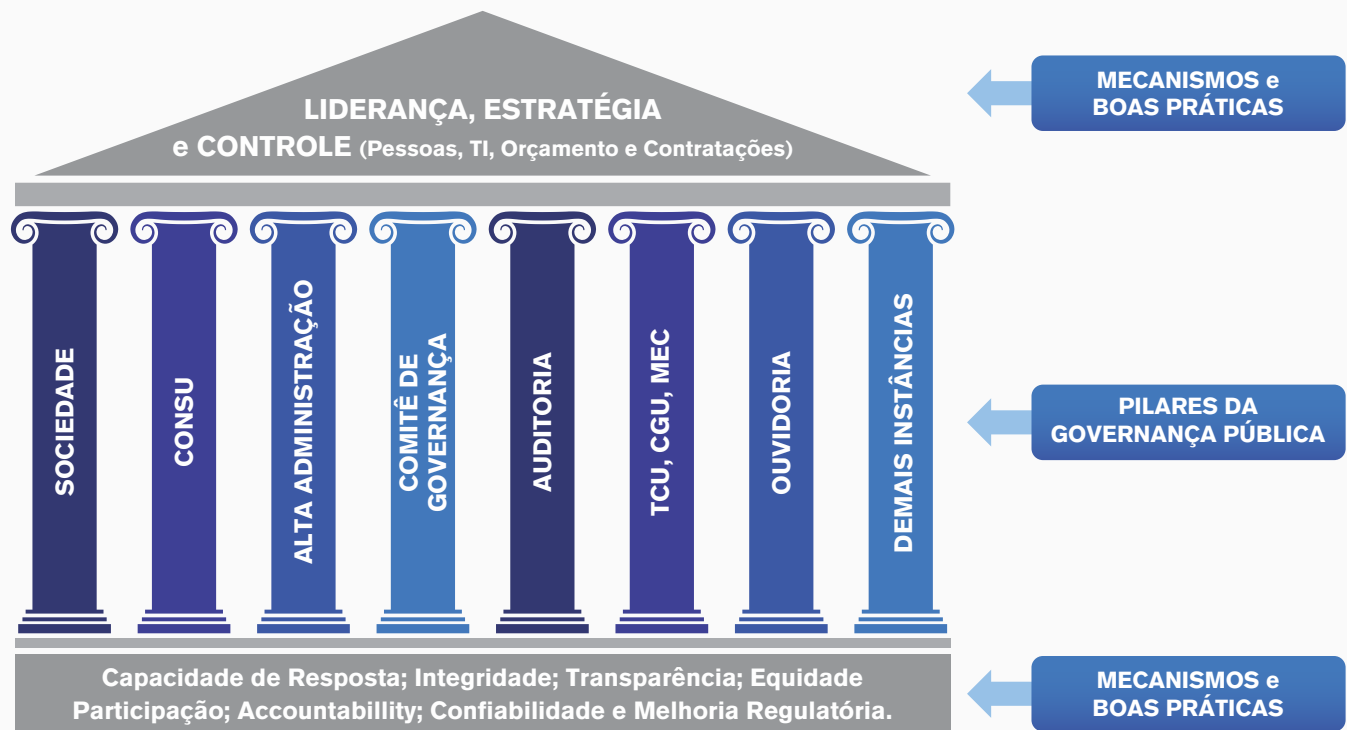 LIDERANÇA, ESTRATÉGIA
e CONTROLE (Pessoas, TI, Orçamento e Contratações)
MECANISMOS e
BOAS PRÁTICAS
SOCIEDADE
CONSU
ALTA ADMINISTRAÇÃO
COMITÊ DE
GOVERNANÇA
AUDITORIA
TCU, CGU, MEC
OUVIDORIA
DEMAIS INSTÂNCIAS
PILARES DA
GOVERNANÇA PÚBLICA
Capacidade de Resposta; Integridade; Transparência; Equidade
Participação; Accountabillity; Confiabilidade e Melhoria Regulatória.
MECANISMOS e
BOAS PRÁTICAS